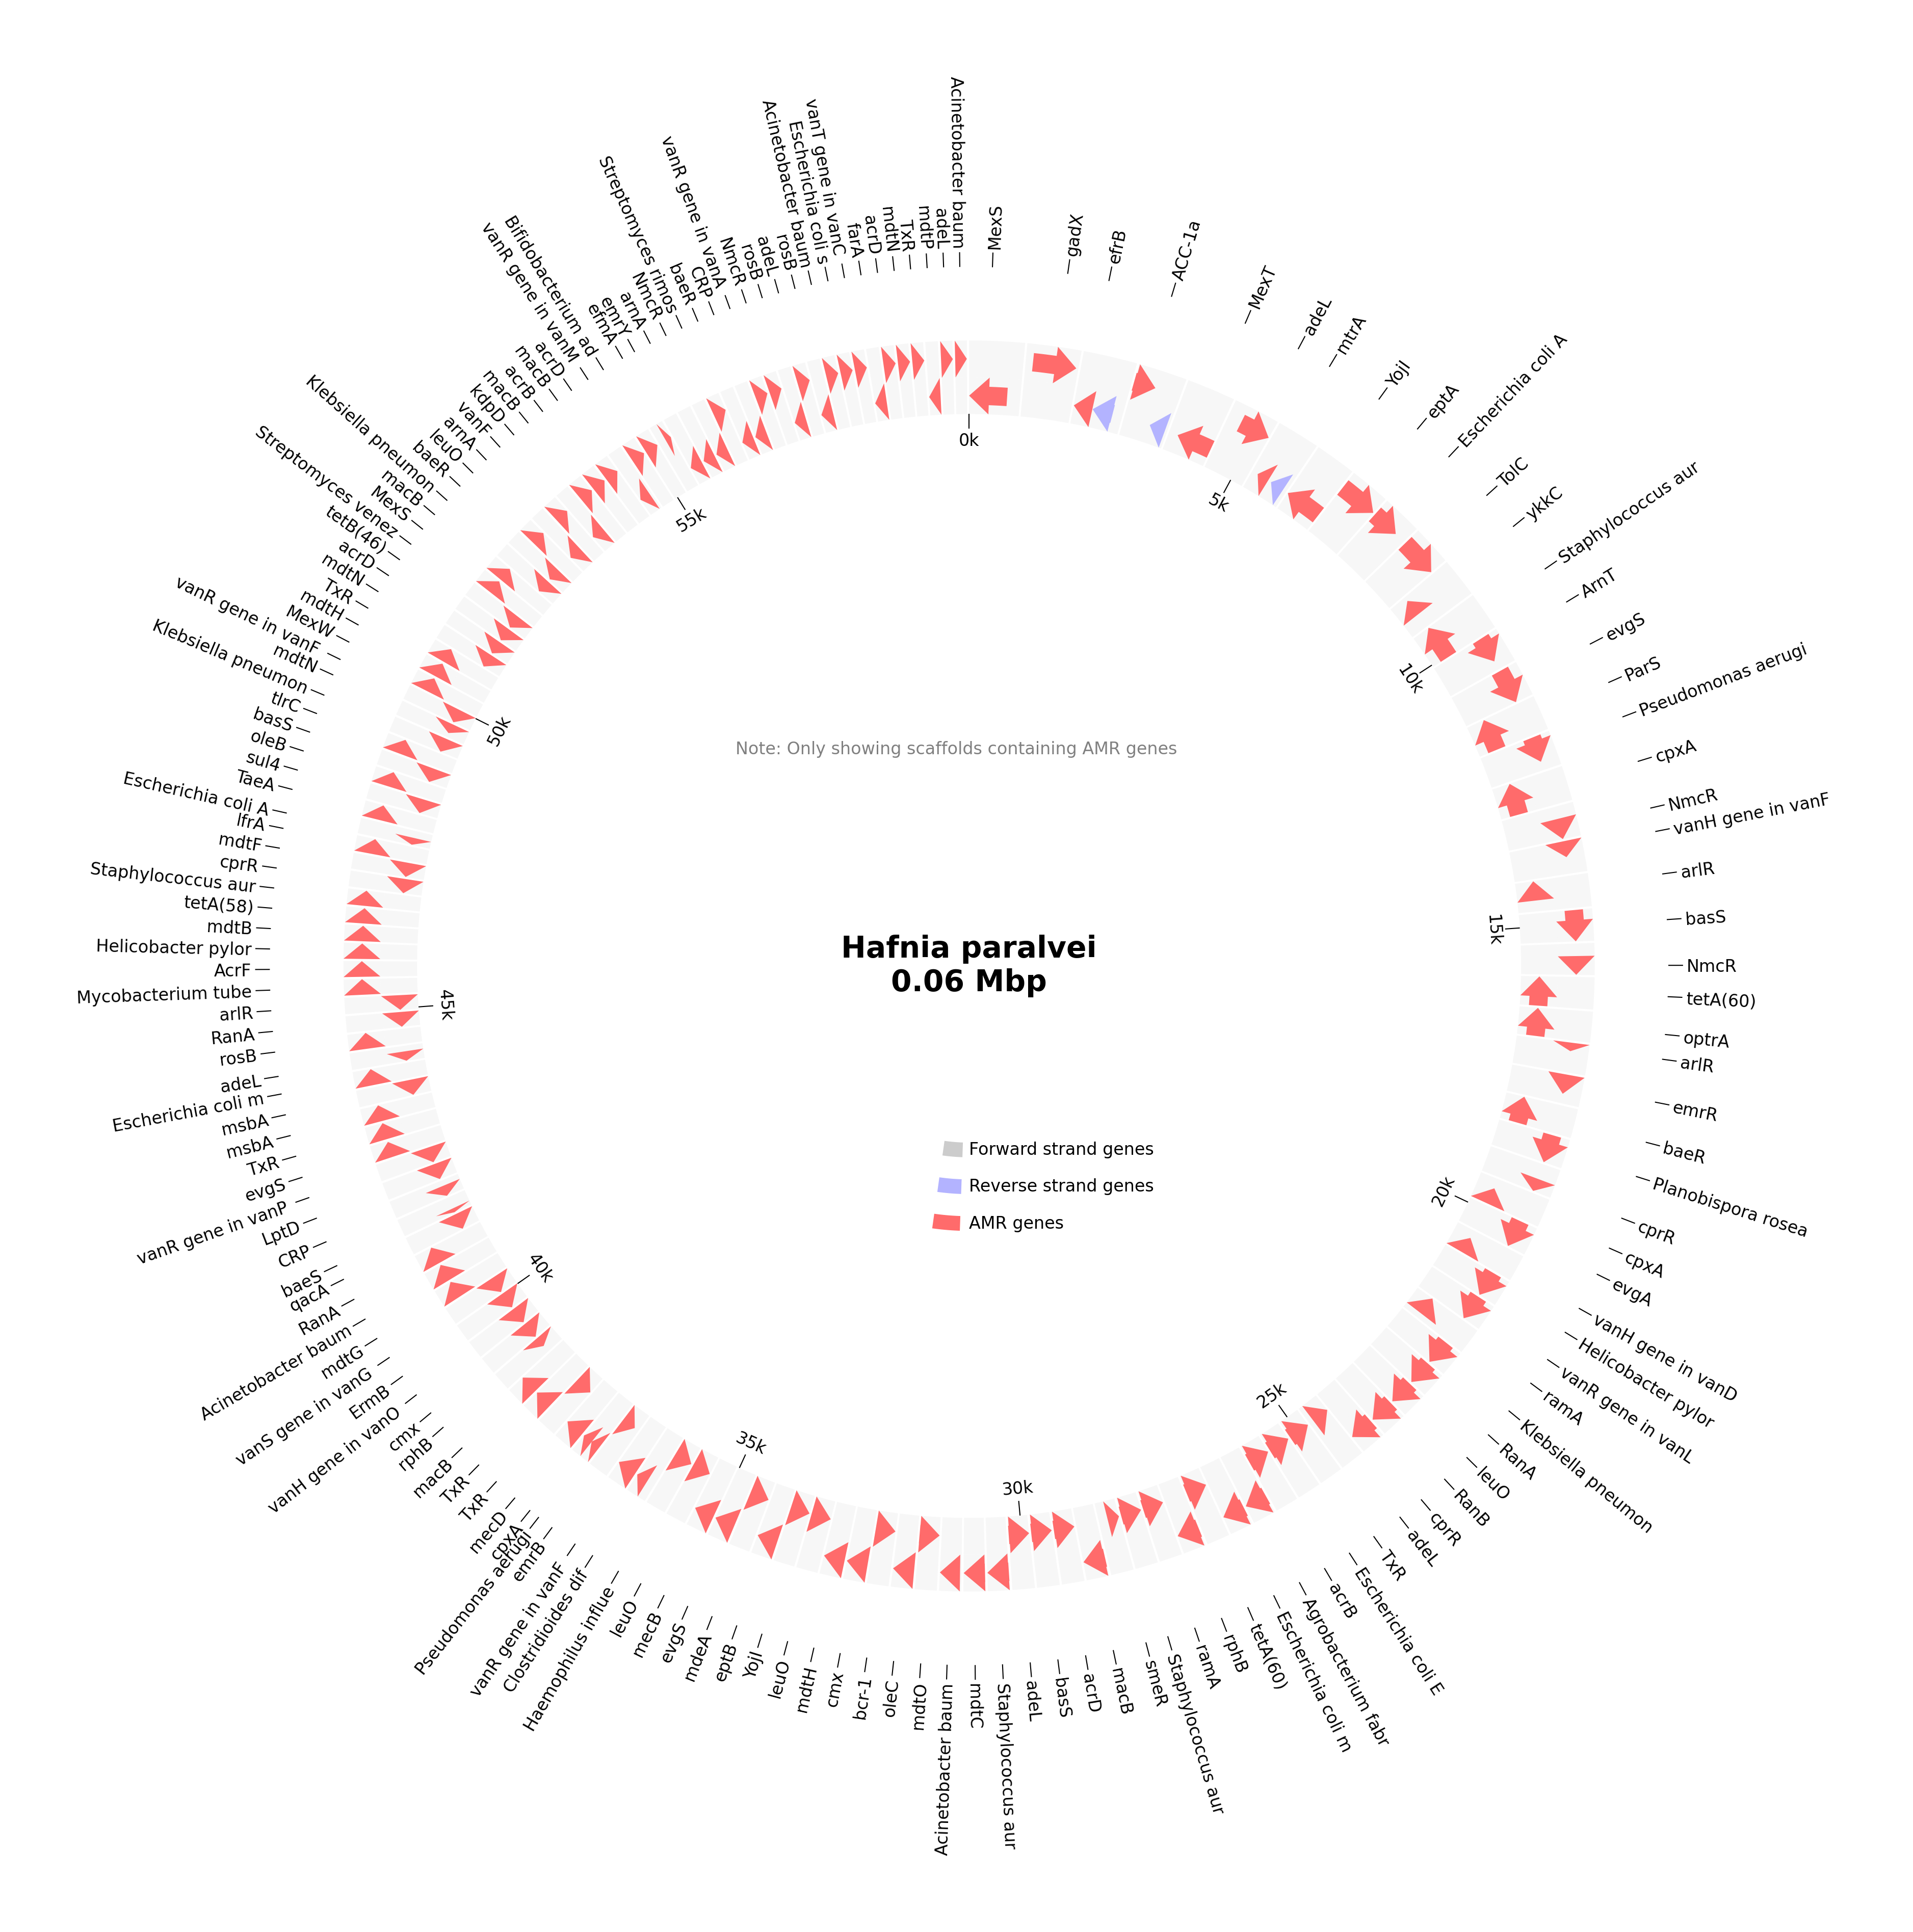 Hafnia paralvei
0.06 Mbp
Note: Only showing scaffolds containing AMR genes
Forward strand genes
Reverse strand genes
AMR genes
0k
5k
10k
15k
20k
25k
30k
35k
40k
45k
50k
55k
MexS
gadX
efrB
ACC-1a
MexT
adeL
mtrA
YojI
eptA
Escherichia coli A
TolC
ykkC
Staphylococcus aur
ArnT
evgS
ParS
Pseudomonas aerugi
cpxA
NmcR
vanH gene in vanF
arlR
basS
NmcR
tetA(60)
optrA
arlR
emrR
baeR
Planobispora rosea
cprR
cpxA
evgA
vanH gene in vanD
Helicobacter pylor
vanR gene in vanL
ramA
Klebsiella pneumon
RanA
leuO
RanB
cprR
adeL
TxR
Escherichia coli E
acrB
Agrobacterium fabr
Escherichia coli m
tetA(60)
rphB
ramA
Staphylococcus aur
smeR
macB
acrD
basS
adeL
Staphylococcus aur
mdtC
Acinetobacter baum
mdtO
oleC
bcr-1
cmx
mdtH
leuO
YojI
eptB
mdeA
evgS
mecB
leuO
Haemophilus influe
Clostridioides dif
vanR gene in vanF
emrB
Pseudomonas aerugi
cpxA
mecD
TxR
TxR
macB
rphB
cmx
vanH gene in vanO
ErmB
vanS gene in vanG
mdtG
Acinetobacter baum
RanA
qacA
baeS
CRP
LptD
vanR gene in vanP
evgS
TxR
msbA
msbA
Escherichia coli m
adeL
rosB
RanA
arlR
Mycobacterium tube
AcrF
Helicobacter pylor
mdtB
tetA(58)
Staphylococcus aur
cprR
mdtF
lfrA
Escherichia coli A
TaeA
sul4
oleB
basS
tlrC
Klebsiella pneumon
mdtN
vanR gene in vanF
MexW
mdtH
TxR
mdtN
acrD
tetB(46)
Streptomyces venez
MexS
macB
Klebsiella pneumon
baeR
leuO
arnA
vanF
kdpD
macB
acrB
macB
acrD
vanR gene in vanM
Bifidobacterium ad
efmA
emrY
arnA
NmcR
Streptomyces rimos
baeR
CRP
vanR gene in vanA
NmcR
rosB
adeL
rosB
Acinetobacter baum
Escherichia coli s
vanT gene in vanC
farA
acrD
mdtN
TxR
mdtP
adeL
Acinetobacter baum